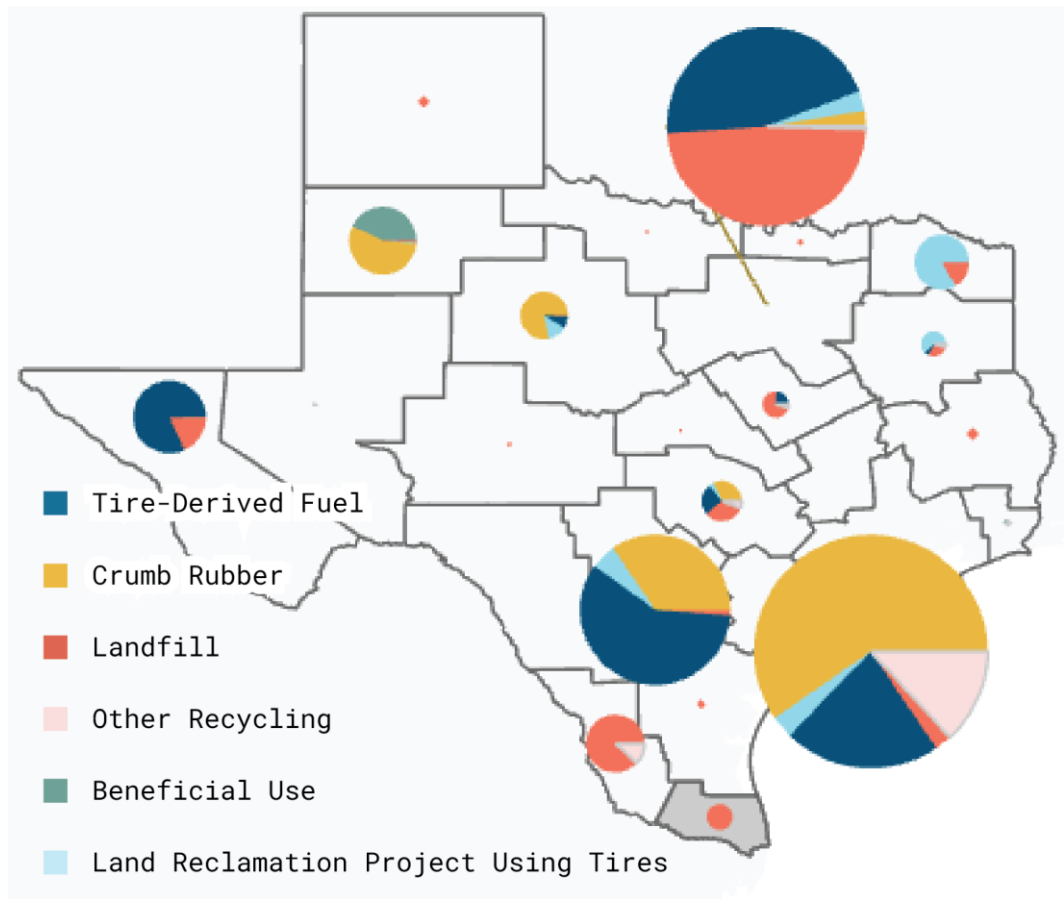 Tire-Derived Fuel
Crumb Rubber
Landfill
Other Recycling
Beneficial Use
Land Reclamation Project Using Tires